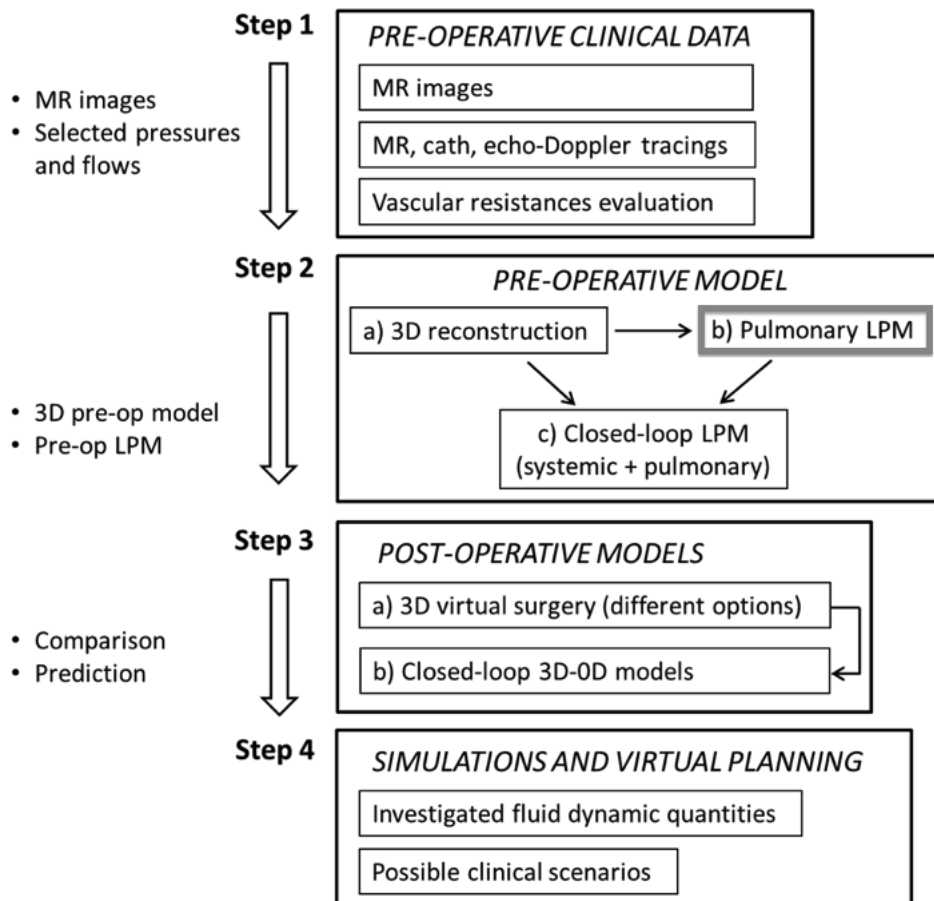 Step 1
PRE-OPERATIVE CLINICAL DATA
MR images
MR, cath, echo-Doppler tracings
Vascular resistances evaluation
• MR images
• Selected pressures
and flows
Step 2
PRE-OPERATIVE MODEL
a) 3D reconstruction
b) Pulmonary LPM
c) Closed-loop LPM
(systemic + pulmonary)
• 3D pre-op model
• Pre-op LPM
Step 3
POST-OPERATIVE MODELS
a) 3D virtual surgery (different options)
b) Closed-loop 3D-0D models
• Comparison
• Prediction
Step 4
SIMULATIONS AND VIRTUAL PLANNING
Investigated fluid dynamic quantities
Possible clinical scenarios